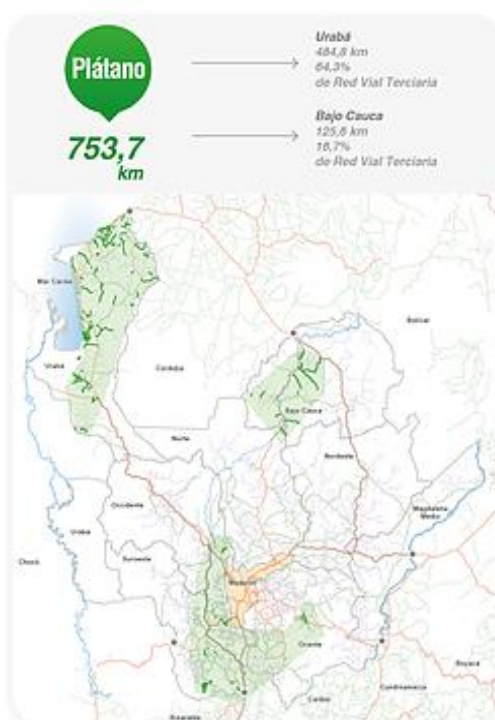 Plátano
753,7
km
Urabá
484,8 km
64,3%
de Red Vial Terciaria
Bajo Cauca
125,6 km
16,7%
de Red Vial Terciaria
Mar Caribe
Bolívar
Urabá
Córdoba
Bajo Cauca
Norte
Nordeste
Occidente
Magdalena
Medio
Urabá
Suroeste
Chocó
Oriente
Boyacá
Cundinamarca
Caldas
Risaralda